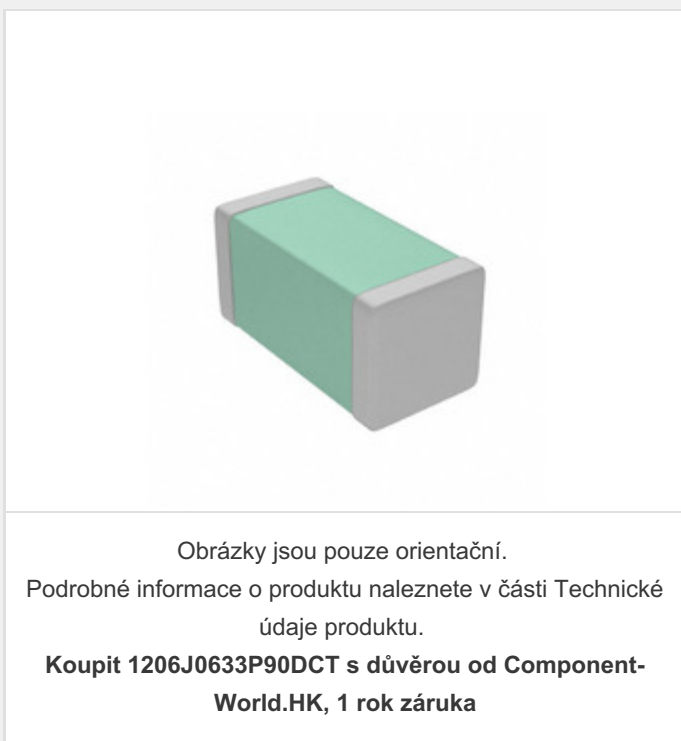 Obrázky jsou pouze orientační.
Podrobné informace o produktu naleznete v části Technické
údaje produktu.
Koupit 1206J0633P90DCT s důvěrou od Component-
World.HK, 1 rok záruka